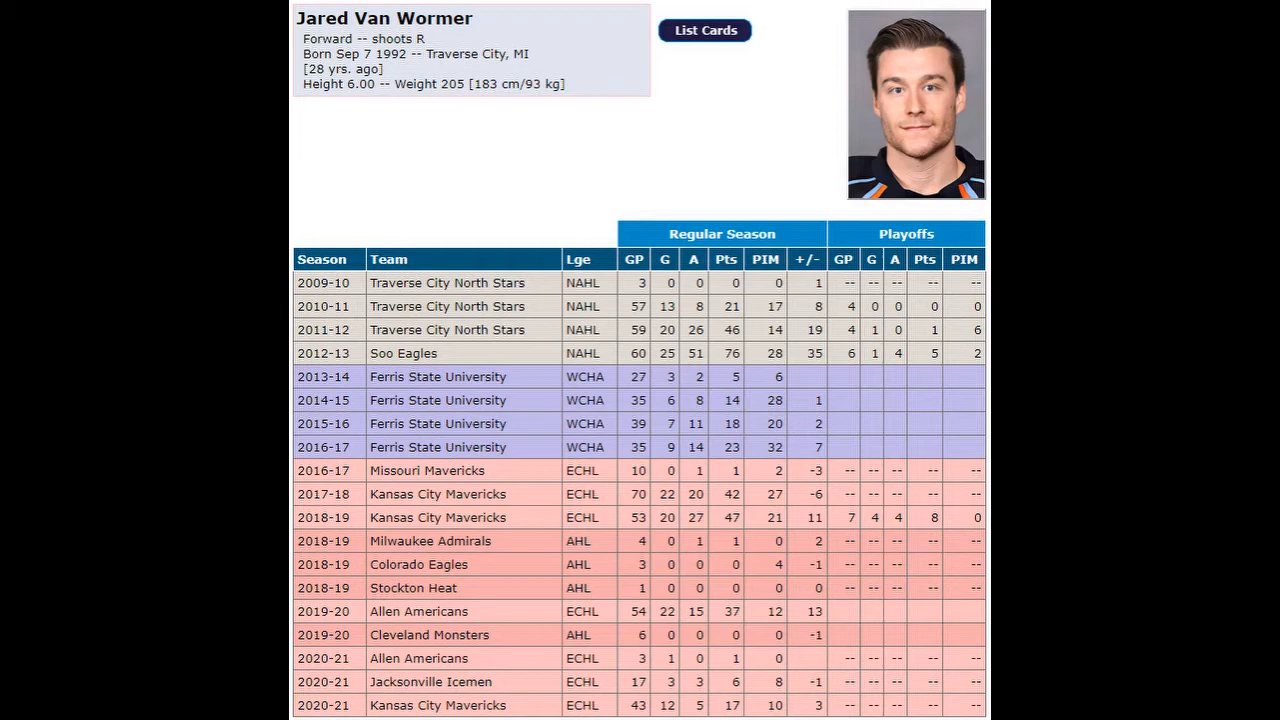 Jared Van Wormer
Forward -- shoots R
Born Sep 7 1992 -- Traverse City, MI
[28 yrs. ago]
Height 6.00 -- Weight 205 [183 cm/93 kg]
List Cards
Regular Season Playoffs
Season Team Lge GP G A Pts PIM +/- GP G A Pts PIM
2009-10 Traverse City North Stars NAHL 3 0 0 0 0 1 -- -- -- -- --
2010-11 Traverse City North Stars NAHL 57 13 8 21 17 8 4 0 0 0 0
2011-12 Traverse City North Stars NAHL 59 20 26 46 14 19 4 1 0 1 6
2012-13 Soo Eagles NAHL 60 25 51 76 28 35 6 1 4 5 2
2013-14 Ferris State University WCHA 27 3 2 5 6
2014-15 Ferris State University WCHA 35 6 8 14 28 1
2015-16 Ferris State University WCHA 39 7 11 18 20 2
2016-17 Ferris State University WCHA 35 9 14 23 32 7
2016-17 Missouri Mavericks ECHL 10 0 1 1 2 -3 -- -- -- -- --
2017-18 Kansas City Mavericks ECHL 70 22 20 42 27 -6 -- -- -- -- --
2018-19 Kansas City Mavericks ECHL 53 20 27 47 21 11 7 4 4 8 0
2018-19 Milwaukee Admirals AHL 4 0 1 1 0 2 -- -- -- -- --
2018-19 Colorado Eagles AHL 3 0 0 0 4 -1 -- -- -- -- --
2018-19 Stockton Heat AHL 1 0 0 0 0 0 -- -- -- -- --
2019-20 Allen Americans ECHL 54 22 15 37 12 13
2019-20 Cleveland Monsters AHL 6 0 0 0 0 -1
2020-21 Allen Americans ECHL 3 1 0 1 0 -- -- -- -- --
2020-21 Jacksonville Icemen ECHL 17 3 3 6 8 -1 -- -- -- -- --
2020-21 Kansas City Mavericks ECHL 43 12 5 17 10 3 -- -- -- -- --